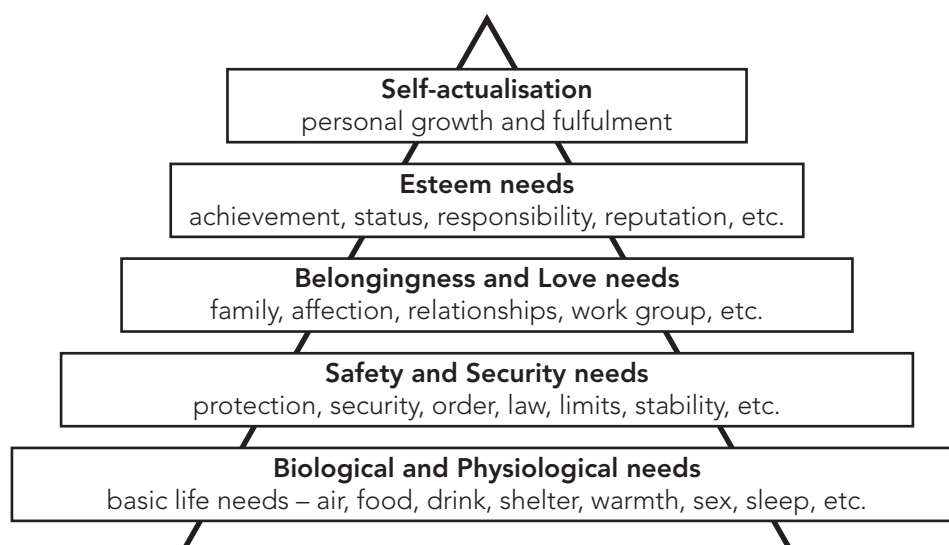 Self-actualisation
personal growth and fulfulment
Esteem needs
achievement, status, responsibility, reputation, etc.
Belongingness and Love needs
family, affection, relationships, work group, etc.
Safety and Security needs
protection, security, order, law, limits, stability, etc.
Biological and Physiological needs
basic life needs – air, food, drink, shelter, warmth, sex, sleep, etc.